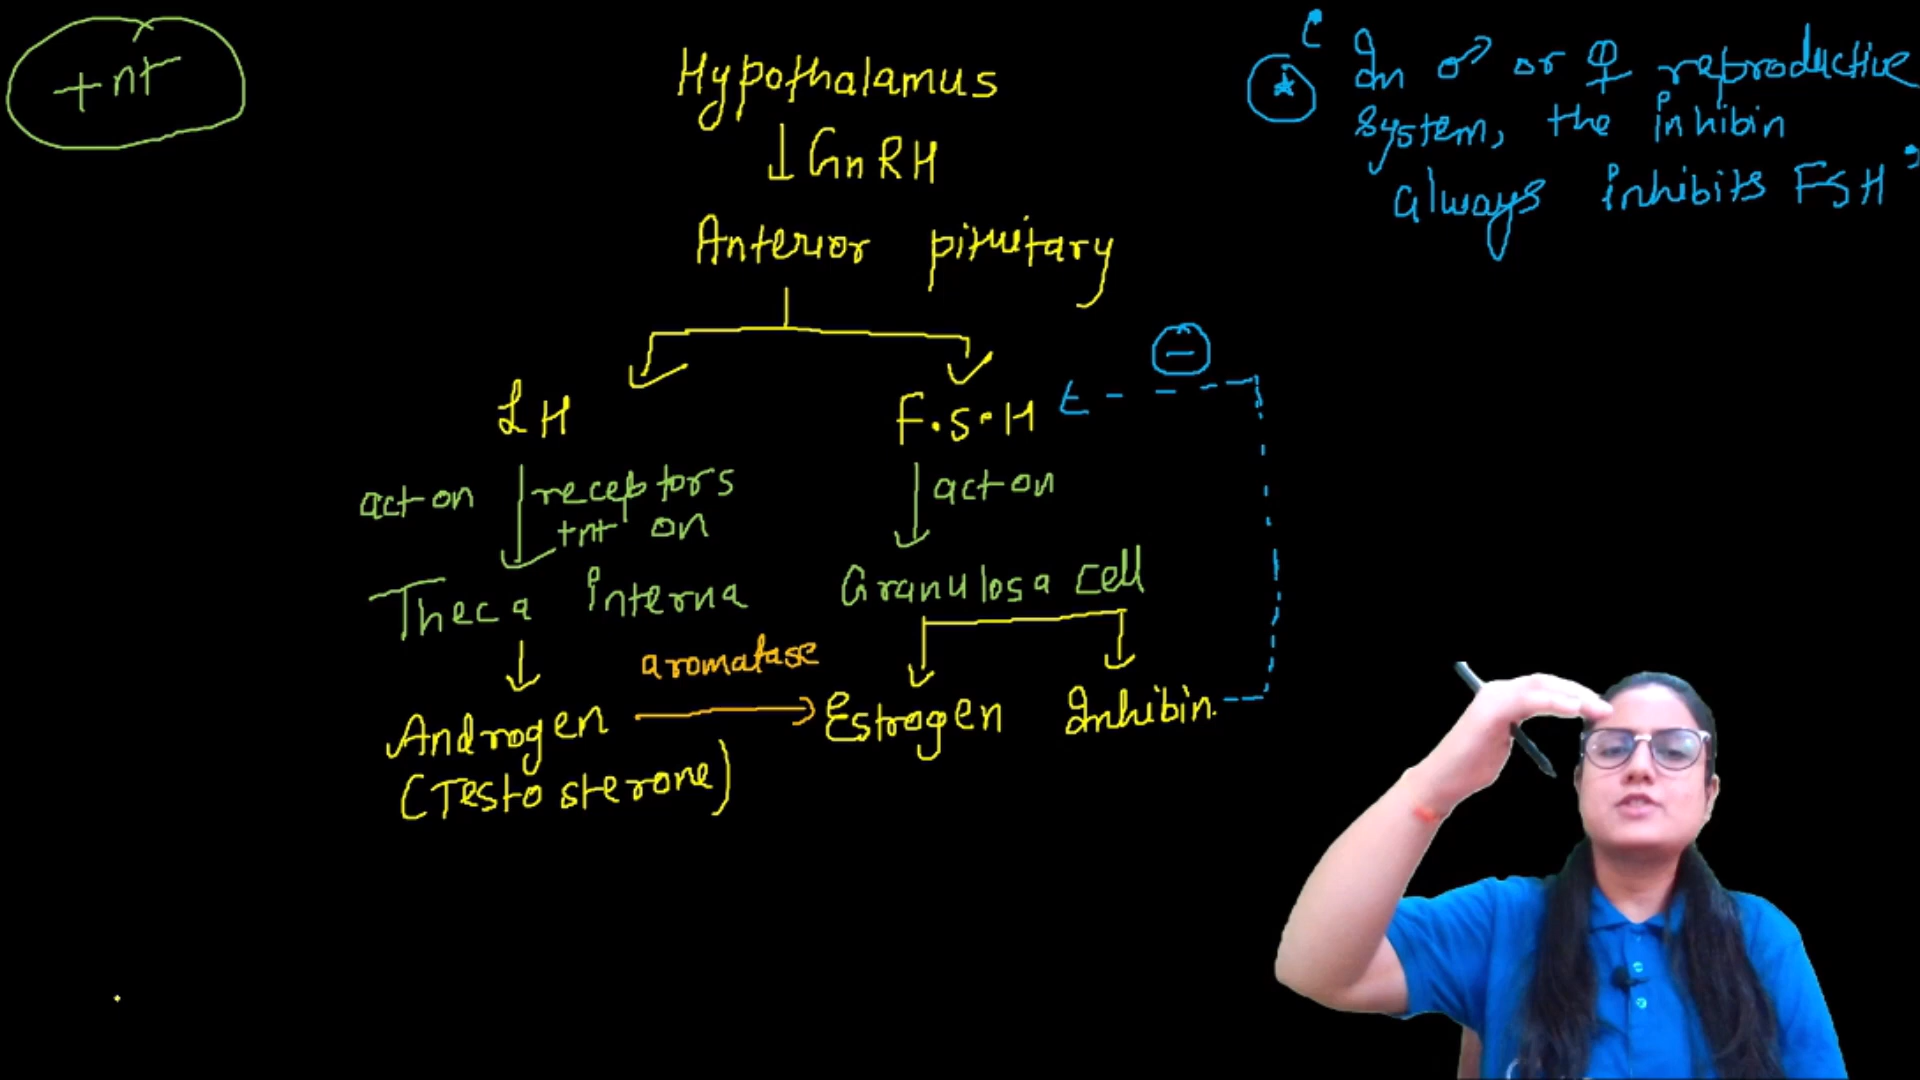 +nt
Hypothalamus
GnRH
Anterior pituitary
LH
F.S.H
act on
receptors
+nt on
act on
Theca interna
Granulosa cell
aromatase
Androgen
(Testosterone)
Estrogen
Inhibin
In ♂ or ♀ reproductive
system, the inhibin
always inhibits FSH